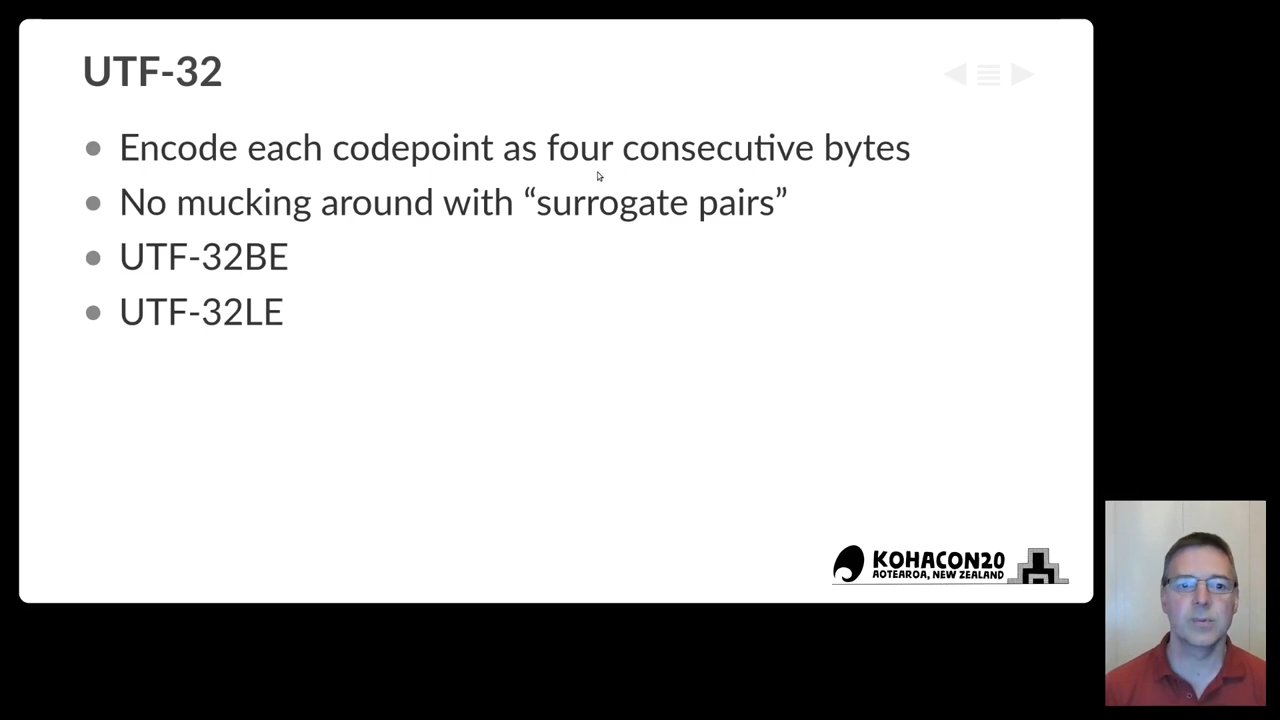 UTF-32
Encode each codepoint as four consecutive bytes
No mucking around with “surrogate pairs”
UTF-32BE
UTF-32LE
KOHACON20
AOTEAROA, NEW ZEALAND